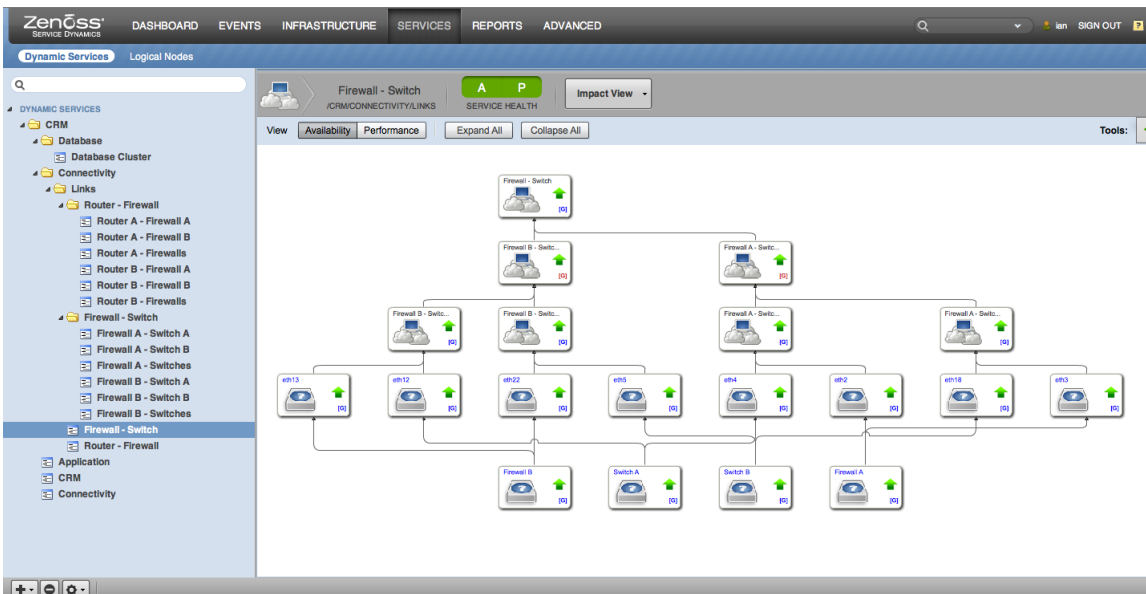 Zenoss
SERVICE DYNAMICS
DASHBOARD EVENTS INFRASTRUCTURE SERVICES REPORTS ADVANCED
ian SIGN OUT ?
Dynamic Services Logical Nodes
DYNAMIC SERVICES
CRM
Database
Database Cluster
Connectivity
Links
Router - Firewall
Router A - Firewall A
Router A - Firewall B
Router A - Firewalls
Router B - Firewall A
Router B - Firewall B
Router B - Firewalls
Firewall - Switch
Firewall A - Switch A
Firewall A - Switch B
Firewall A - Switches
Firewall B - Switch A
Firewall B - Switch B
Firewall B - Switches
Firewall - Switch
Router - Firewall
Application
CRM
Connectivity
Firewall - Switch
/CRM/CONNECTIVITY/LINKS
A P
SERVICE HEALTH
Impact View
View Availability Performance Expand All Collapse All Tools:
Firewall - Switch
[G]
Firewall B - Switc... Firewall A - Switc...
[G] [G]
Firewall B - Switc... Firewall B - Switc... Firewall A - Switc... Firewall A - Switc...
[G] [G] [G] [G]
eth13 eth12 eth22 eth5 eth4 eth2 eth18 eth3
? ? ? ? ? ? ? ?
[G] [G] [G] [G] [G] [G] [G] [G]
Firewall B Switch A Switch B Firewall A
? ? ? ?
[G] [G] [G] [G]